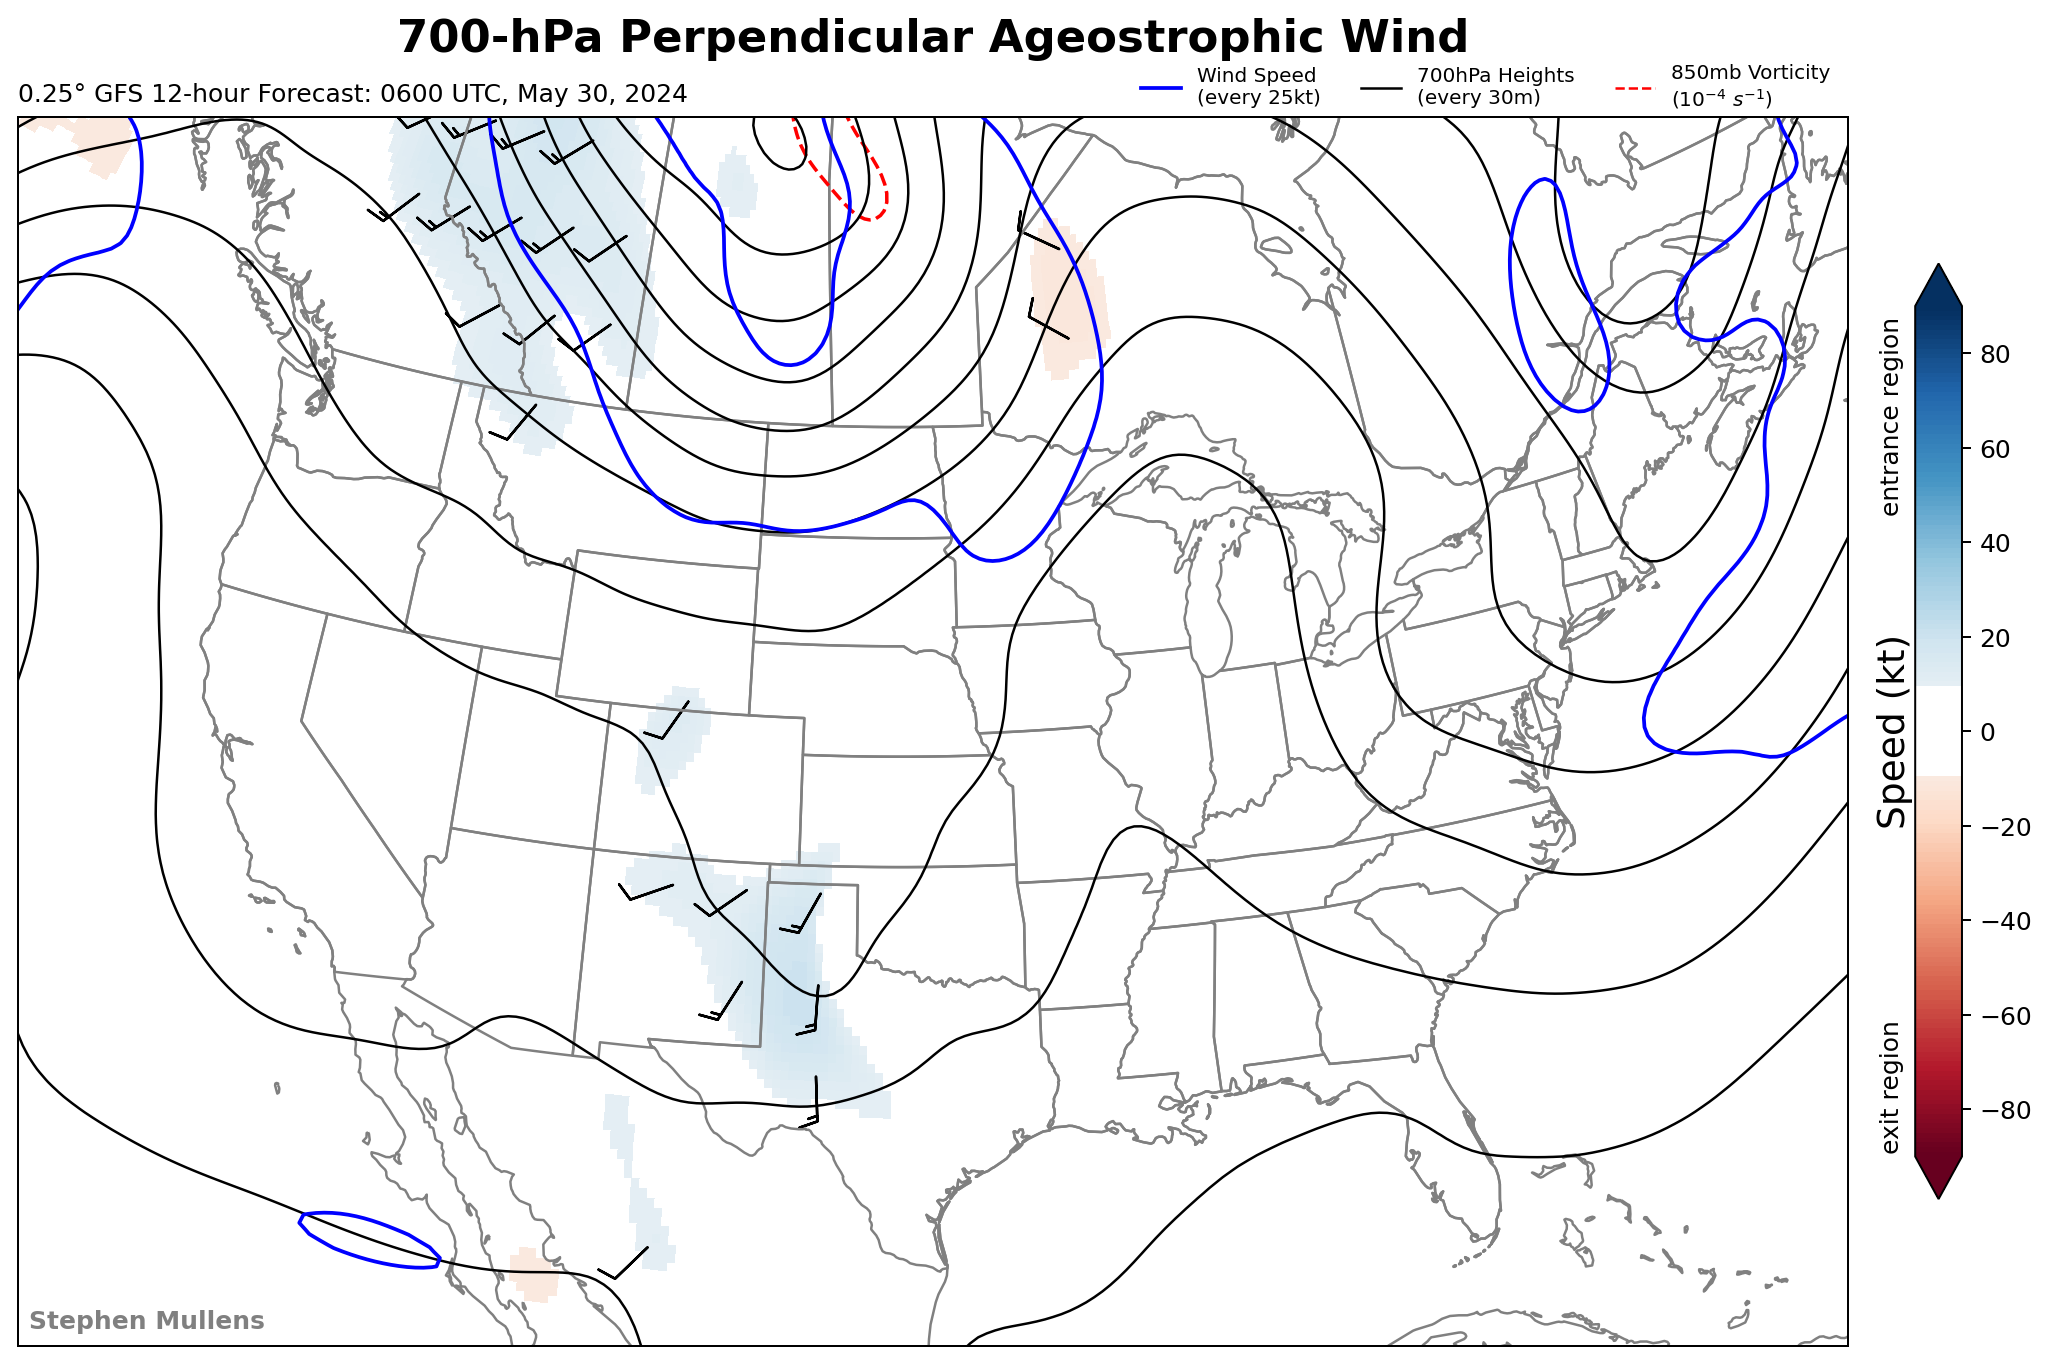 700-hPa Perpendicular Ageostrophic Wind
0.25° GFS 12-hour Forecast: 0600 UTC, May 30, 2024
Wind Speed
(every 25kt)
700hPa Heights
(every 30m)
850mb Vorticity
(10⁻⁴ s⁻¹)
entrance region
Speed (kt)
exit region
80
60
40
20
0
−20
−40
−60
−80
Stephen Mullens